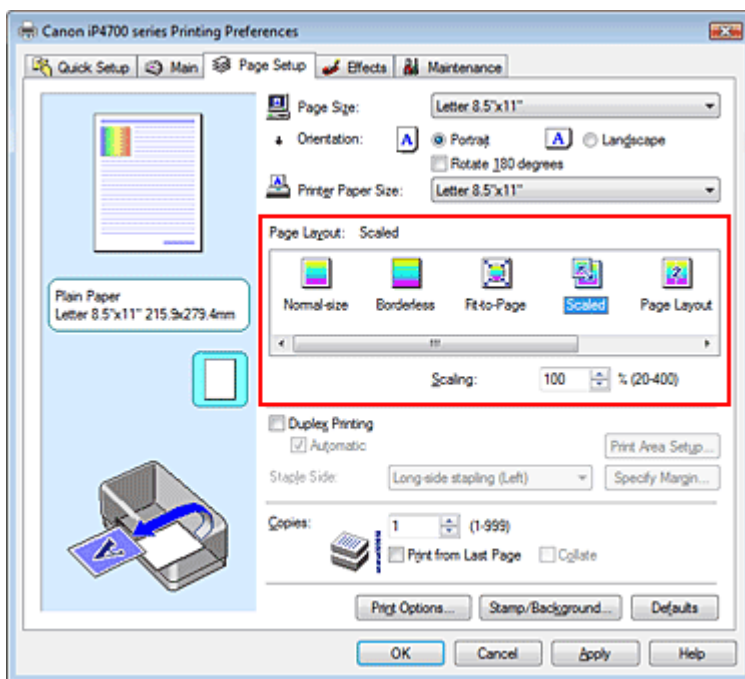 Canon iP4700 series Printing Preferences
Quick Setup Main Page Setup Effects Maintenance
Page Size: Letter 8.5"x11"
Orientation: A Portrait A Landscape
Rotate 180 degrees
Printer Paper Size: Letter 8.5"x11"
Page Layout: Scaled
Normal-size Borderless Fit-to-Page Scaled Page Layout
Plain Paper
Letter 8.5"x11" 215.9x279.4mm
Scaling: 100 % (20-400)
Duplex Printing
Automatic Print Area Setup...
Staple Side: Long-side stapling (Left) Specify Margin...
Copies: 1 (1-999)
Print from Last Page Collate
Print Options... Stamp/Background... Defaults
OK Cancel Apply Help